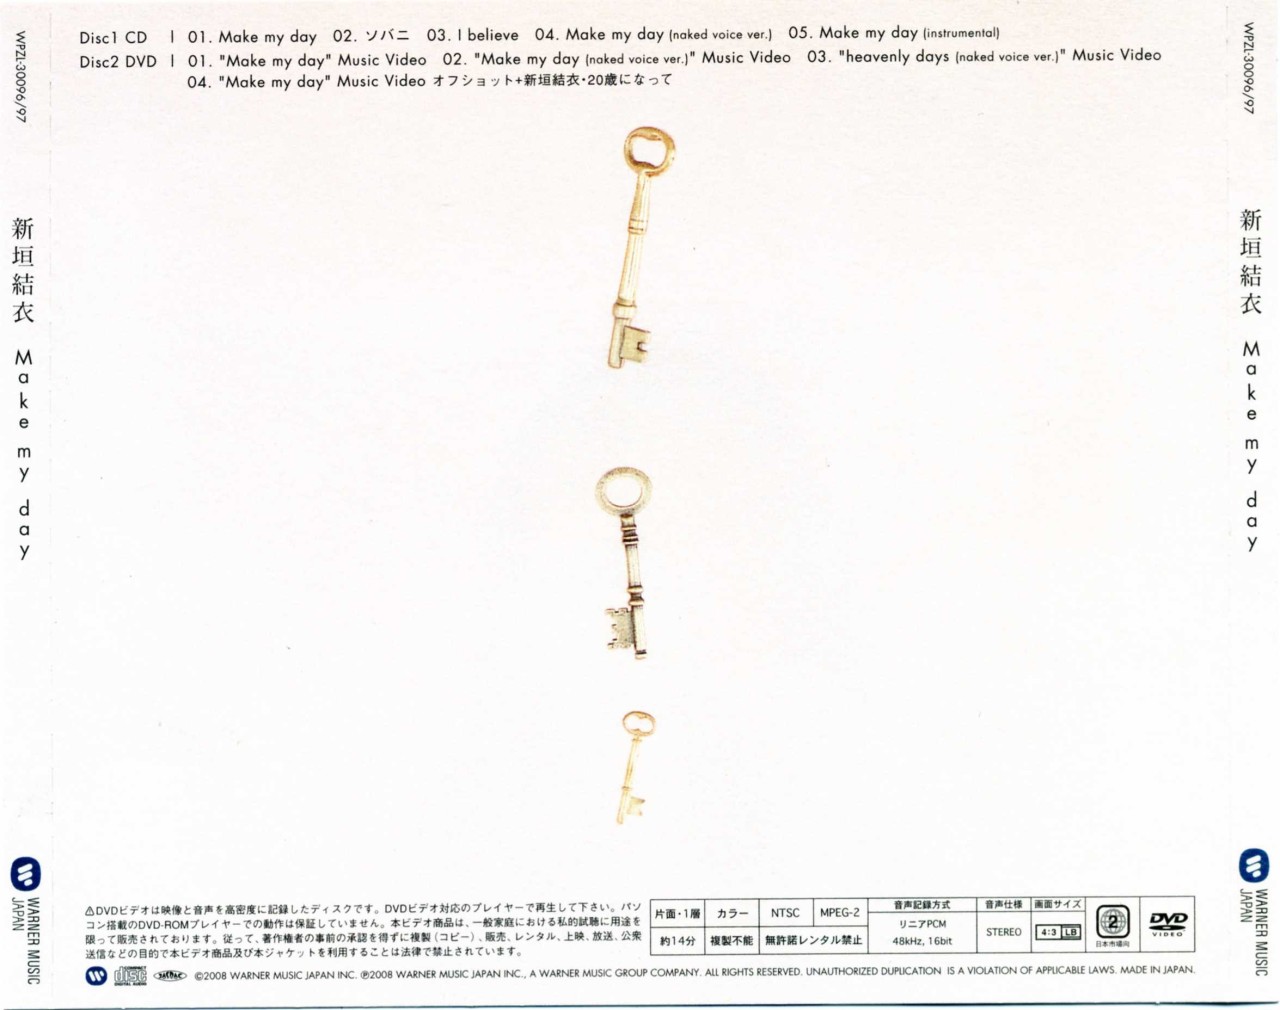 Disc1 CD | 01. Make my day 02. ソバニ 03. I believe 04. Make my day (naked voice ver.) 05. Make my day (instrumental)
Disc2 DVD | 01. "Make my day" Music Video 02. "Make my day (naked voice ver.)" Music Video 03. "heavenly days (naked voice ver.)" Music Video
04. "Make my day" Music Video オフショット+新垣結衣・20歳になって
WPZL-30096/97
新垣結衣 Make my day
WARNER MUSIC
JAPAN
WPZL-30096/97
新垣結衣 Make my day
WARNER MUSIC
JAPAN
⚠DVDビデオは映像と音声を高密度に記録したディスクです。DVDビデオ対応のプレイヤーで再生して下さい。パソ
コン搭載のDVD-ROMプレイヤーでの動作は保証していません。本ビデオ商品は、一般家庭における私的試聴に用途を
限って販売されております。従って、著作権者の事前の承認を得ずに複製（コピー）、販売、レンタル、上映、放送、公衆
送信などの目的で本ビデオ商品及び本ジャケットを利用することは法律で禁止されています。
片面・1層 カラー NTSC MPEG-2
約14分 複製不能 無許諾レンタル禁止
音声記録方式
リニアPCM
48kHz, 16bit
音声仕様
STEREO
画面サイズ
4:3 LB
2
日本市場向
DVD
VIDEO
COMPACT
disc
DIGITAL AUDIO
©2008 WARNER MUSIC JAPAN INC. ℗2008 WARNER MUSIC JAPAN INC., A WARNER MUSIC GROUP COMPANY. ALL RIGHTS RESERVED. UNAUTHORIZED DUPLICATION IS A VIOLATION OF APPLICABLE LAWS. MADE IN JAPAN.